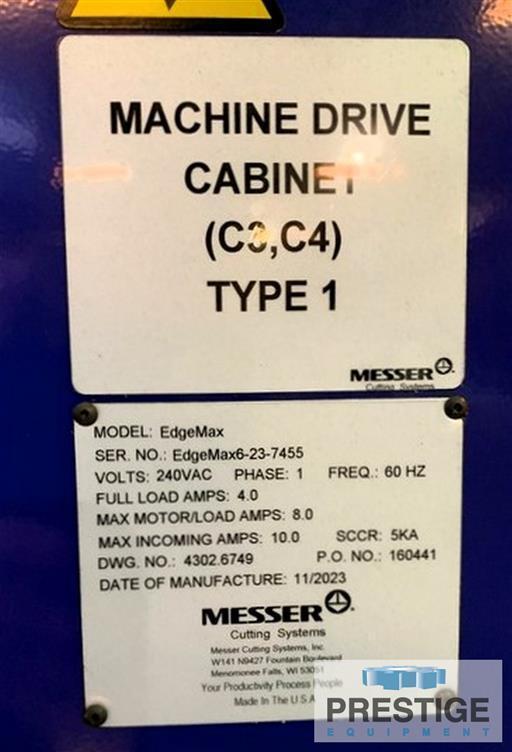 MACHINE DRIVE
CABINET
(C3,C4)
TYPE 1
MESSER
Cutting Systems
MODEL: EdgeMax
SER. NO.: EdgeMax6-23-7455
VOLTS: 240VAC PHASE: 1 FREQ.: 60 HZ
FULL LOAD AMPS: 4.0
MAX MOTOR/LOAD AMPS: 8.0
MAX INCOMING AMPS: 10.0 SCCR: 5KA
DWG. NO.: 4302.6749 P.O. NO.: 160441
DATE OF MANUFACTURE: 11/2023
MESSER
Cutting Systems
Messer Cutting Systems, Inc.
W141 N9427 Fountain Boulevard
Menomonee Falls, WI 53051
Your Productivity Process People
Made In The U.S.A
PRESTIGE
EQUIPMENT